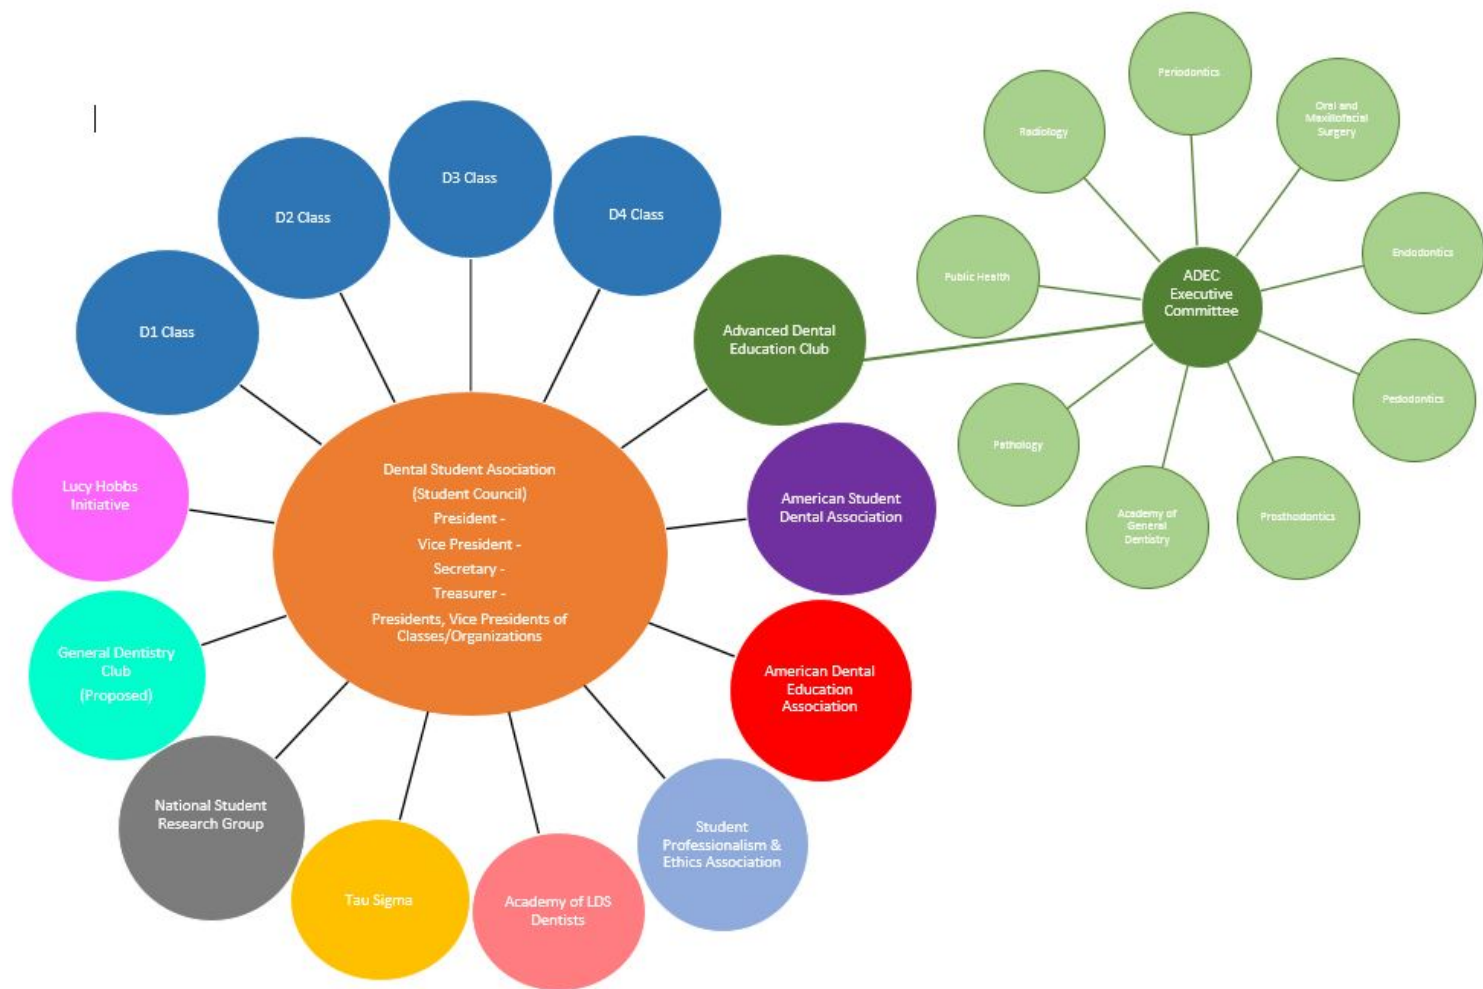 D1 Class
D2 Class
D3 Class
D4 Class
Advanced Dental
Education Club
American Student
Dental Association
American Dental
Education
Association
Student
Professionalism &
Ethics Association
Academy of LDS
Dentists
Tau Sigma
National Student
Research Group
General Dentistry
Club
(Proposed)
Lucy Hobbs
Initiative
Dental Student Asociation
(Student Council)
President -
Vice President -
Secretary -
Treasurer -
Presidents, Vice Presidents of
Classes/Organizations
ADEC
Executive
Committee
Periodontics
Oral and
Maxillofacial
Surgery
Endodontics
Pedodontics
Prosthodontics
Academy of
General
Dentistry
Pathology
Public Health
Radiology